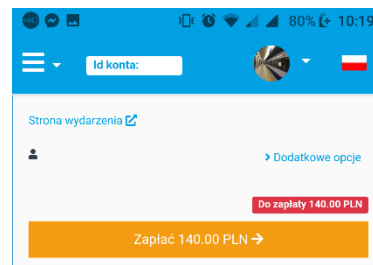 80% 10:19
Id konta:
Strona wydarzenia
Dodatkowe opcje
Do zapłaty 140.00 PLN
Zapłać 140.00 PLN